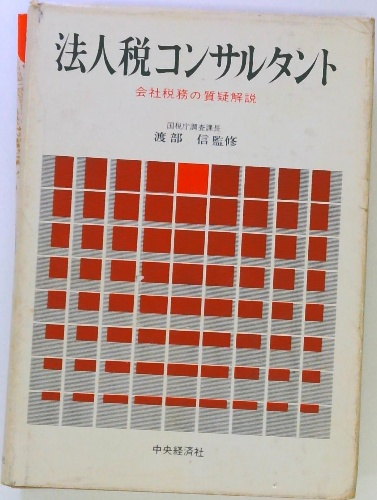 法人税コンサルタント
会社税務の質疑解説
国税庁調査課長
渡部 信監修
中央経済社